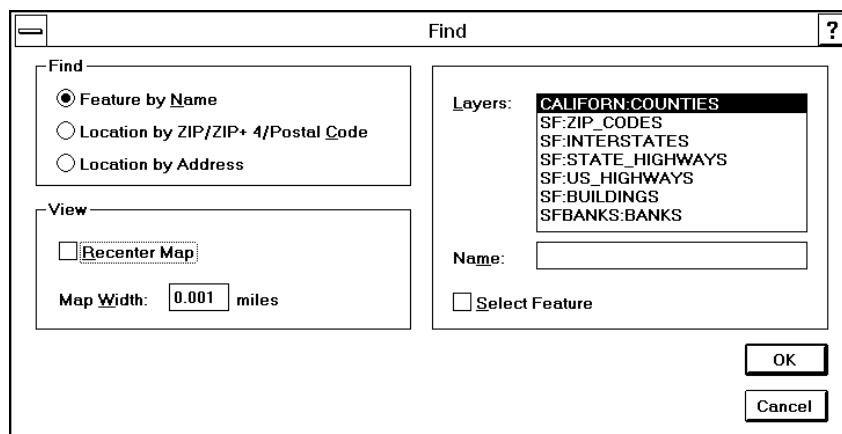 Find
?
Find
Feature by Name
Location by ZIP/ZIP+ 4/Postal Code
Location by Address
View
Recenter Map
Map Width: 0.001 miles
Layers:
CALIFORN:COUNTIES
SF:ZIP_CODES
SF:INTERSTATES
SF:STATE_HIGHWAYS
SF:US_HIGHWAYS
SF:BUILDINGS
SFBANKS:BANKS
Name:
Select Feature
OK
Cancel